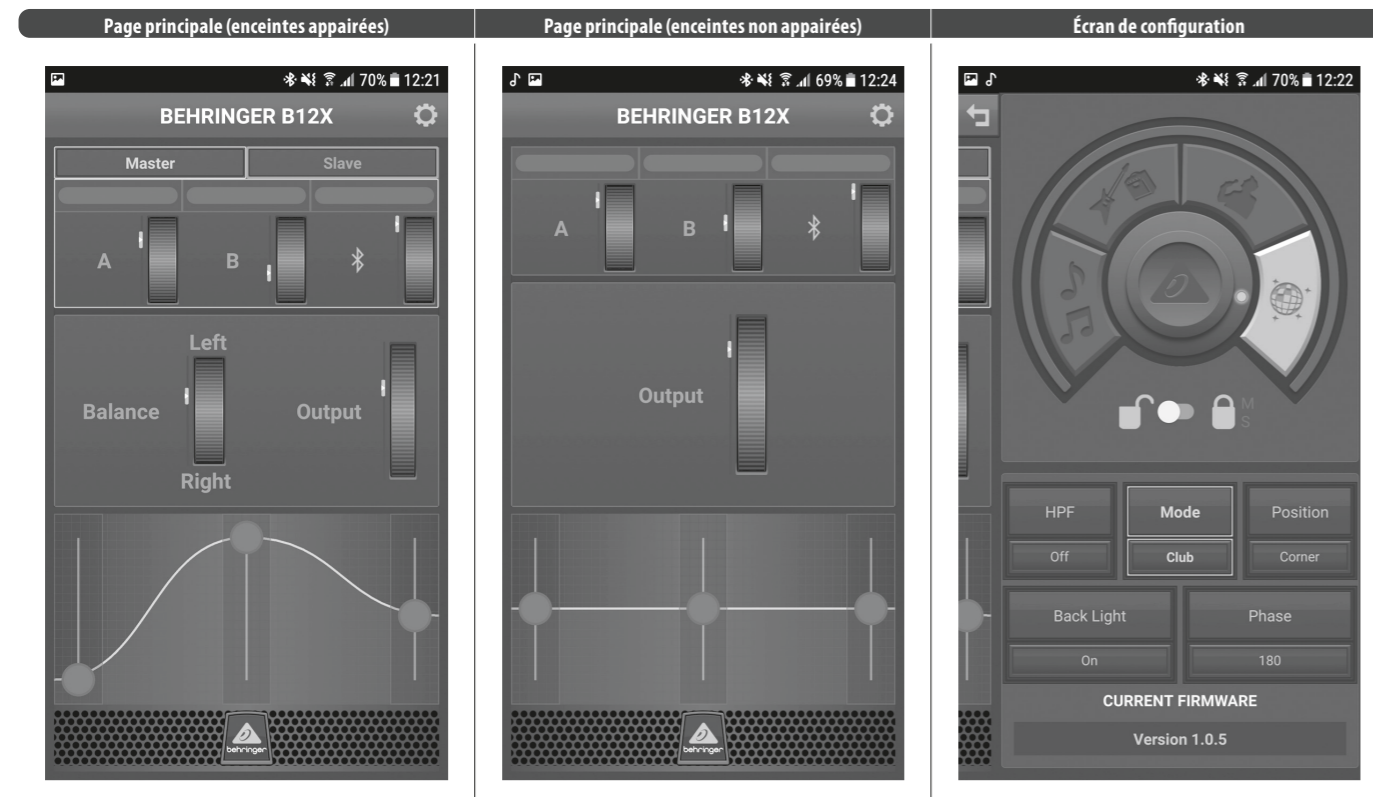 Page principale (enceintes appairées)
Page principale (enceintes non appairées)
Écran de configuration
70% 12:21
BEHRINGER B12X
Master Slave
A B
Left
Balance Output
Right
behringer
69% 12:24
BEHRINGER B12X
A B
Output
behringer
70% 12:22
M
S
HPF Mode Position
Off Club Corner
Back Light Phase
On 180
CURRENT FIRMWARE
Version 1.0.5